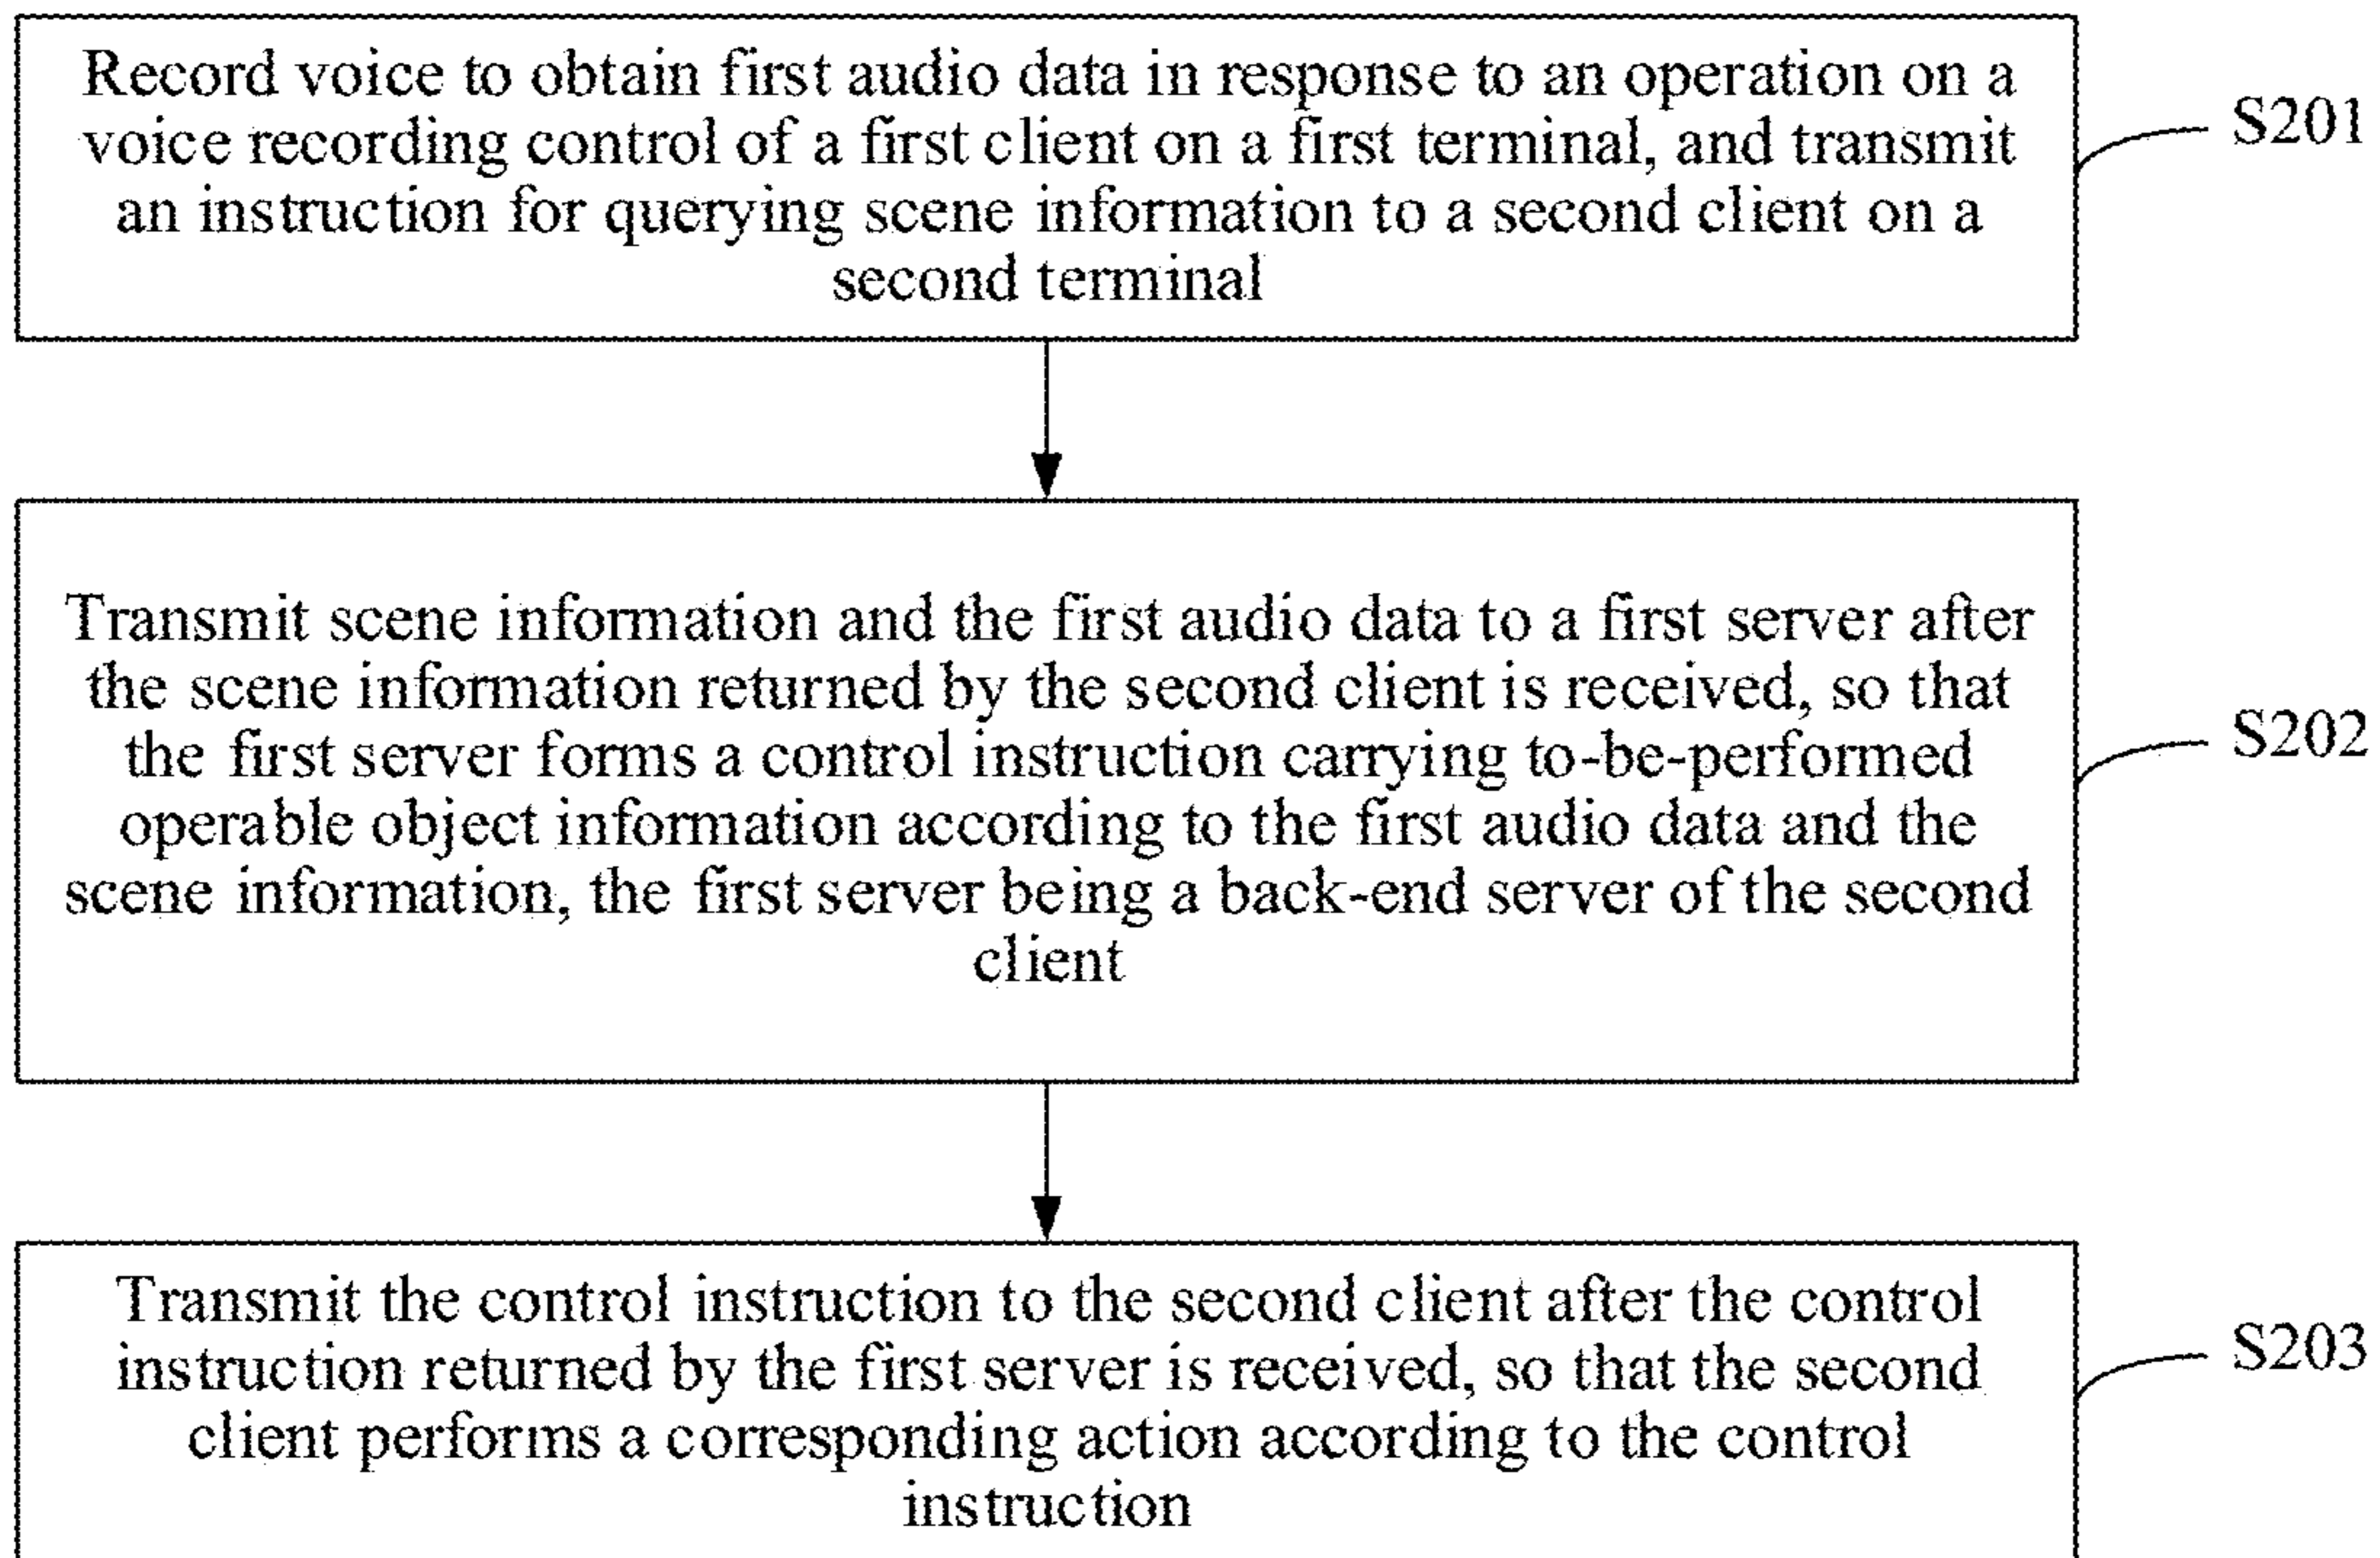 Record voice to obtain first audio data in response to an operation on a
voice recording control of a first client on a first terminal, and transmit
an instruction for querying scene information to a second client on a
second terminal
S201
Transmit scene information and the first audio data to a first server after
the scene information returned by the second client is received, so that
the first server forms a control instruction carrying to-be-performed
operable object information according to the first audio data and the
scene information, the first server being a back-end server of the second
client
S202
Transmit the control instruction to the second client after the control
instruction returned by the first server is received, so that the second
client performs a corresponding action according to the control
instruction
S203